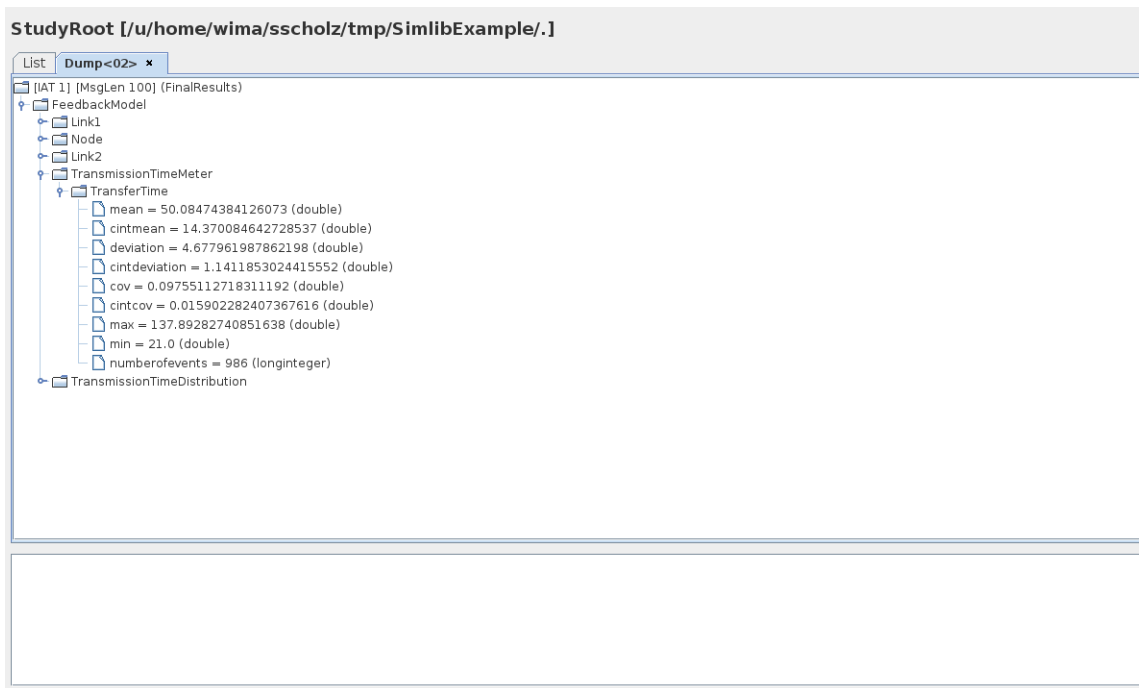 StudyRoot [/u/home/wima/sscholz/tmp/SimlibExample/.]
List Dump<02> ×
[IAT 1] [MsgLen 100] (FinalResults)
FeedbackModel
Link1
Node
Link2
TransmissionTimeMeter
TransferTime
mean = 50.08474384126073 (double)
cintmean = 14.370084642728537 (double)
deviation = 4.677961987862198 (double)
cintdeviation = 1.1411853024415552 (double)
cov = 0.09755112718311192 (double)
cintcov = 0.015902282407367616 (double)
max = 137.89282740851638 (double)
min = 21.0 (double)
numberofevents = 986 (longinteger)
TransmissionTimeDistribution